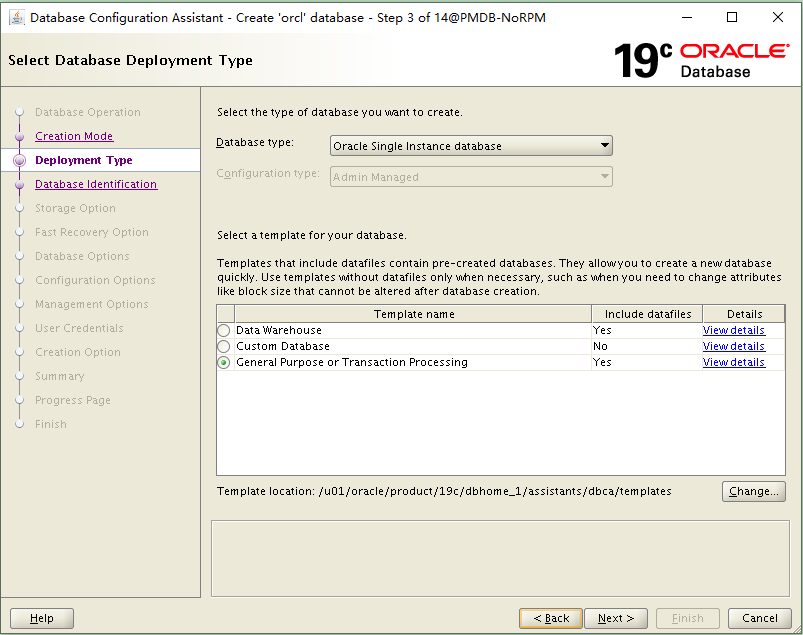 Database Configuration Assistant - Create 'orcl' database - Step 3 of 14@PMDB-NoRPM
Select Database Deployment Type
19c ORACLE
Database
Database Operation
Creation Mode
Deployment Type
Database Identification
Storage Option
Fast Recovery Option
Database Options
Configuration Options
Management Options
User Credentials
Creation Option
Summary
Progress Page
Finish
Select the type of database you want to create.
Database type: Oracle Single Instance database
Configuration type: Admin Managed
Select a template for your database.
Templates that include datafiles contain pre-created databases. They allow you to create a new database
quickly. Use templates without datafiles only when necessary, such as when you need to change attributes
like block size that cannot be altered after database creation.
Template name Include datafiles Details
Data Warehouse Yes View details
Custom Database No View details
General Purpose or Transaction Processing Yes View details
Template location: /u01/oracle/product/19c/dbhome_1/assistants/dbca/templates Change...
Help < Back Next > Finish Cancel